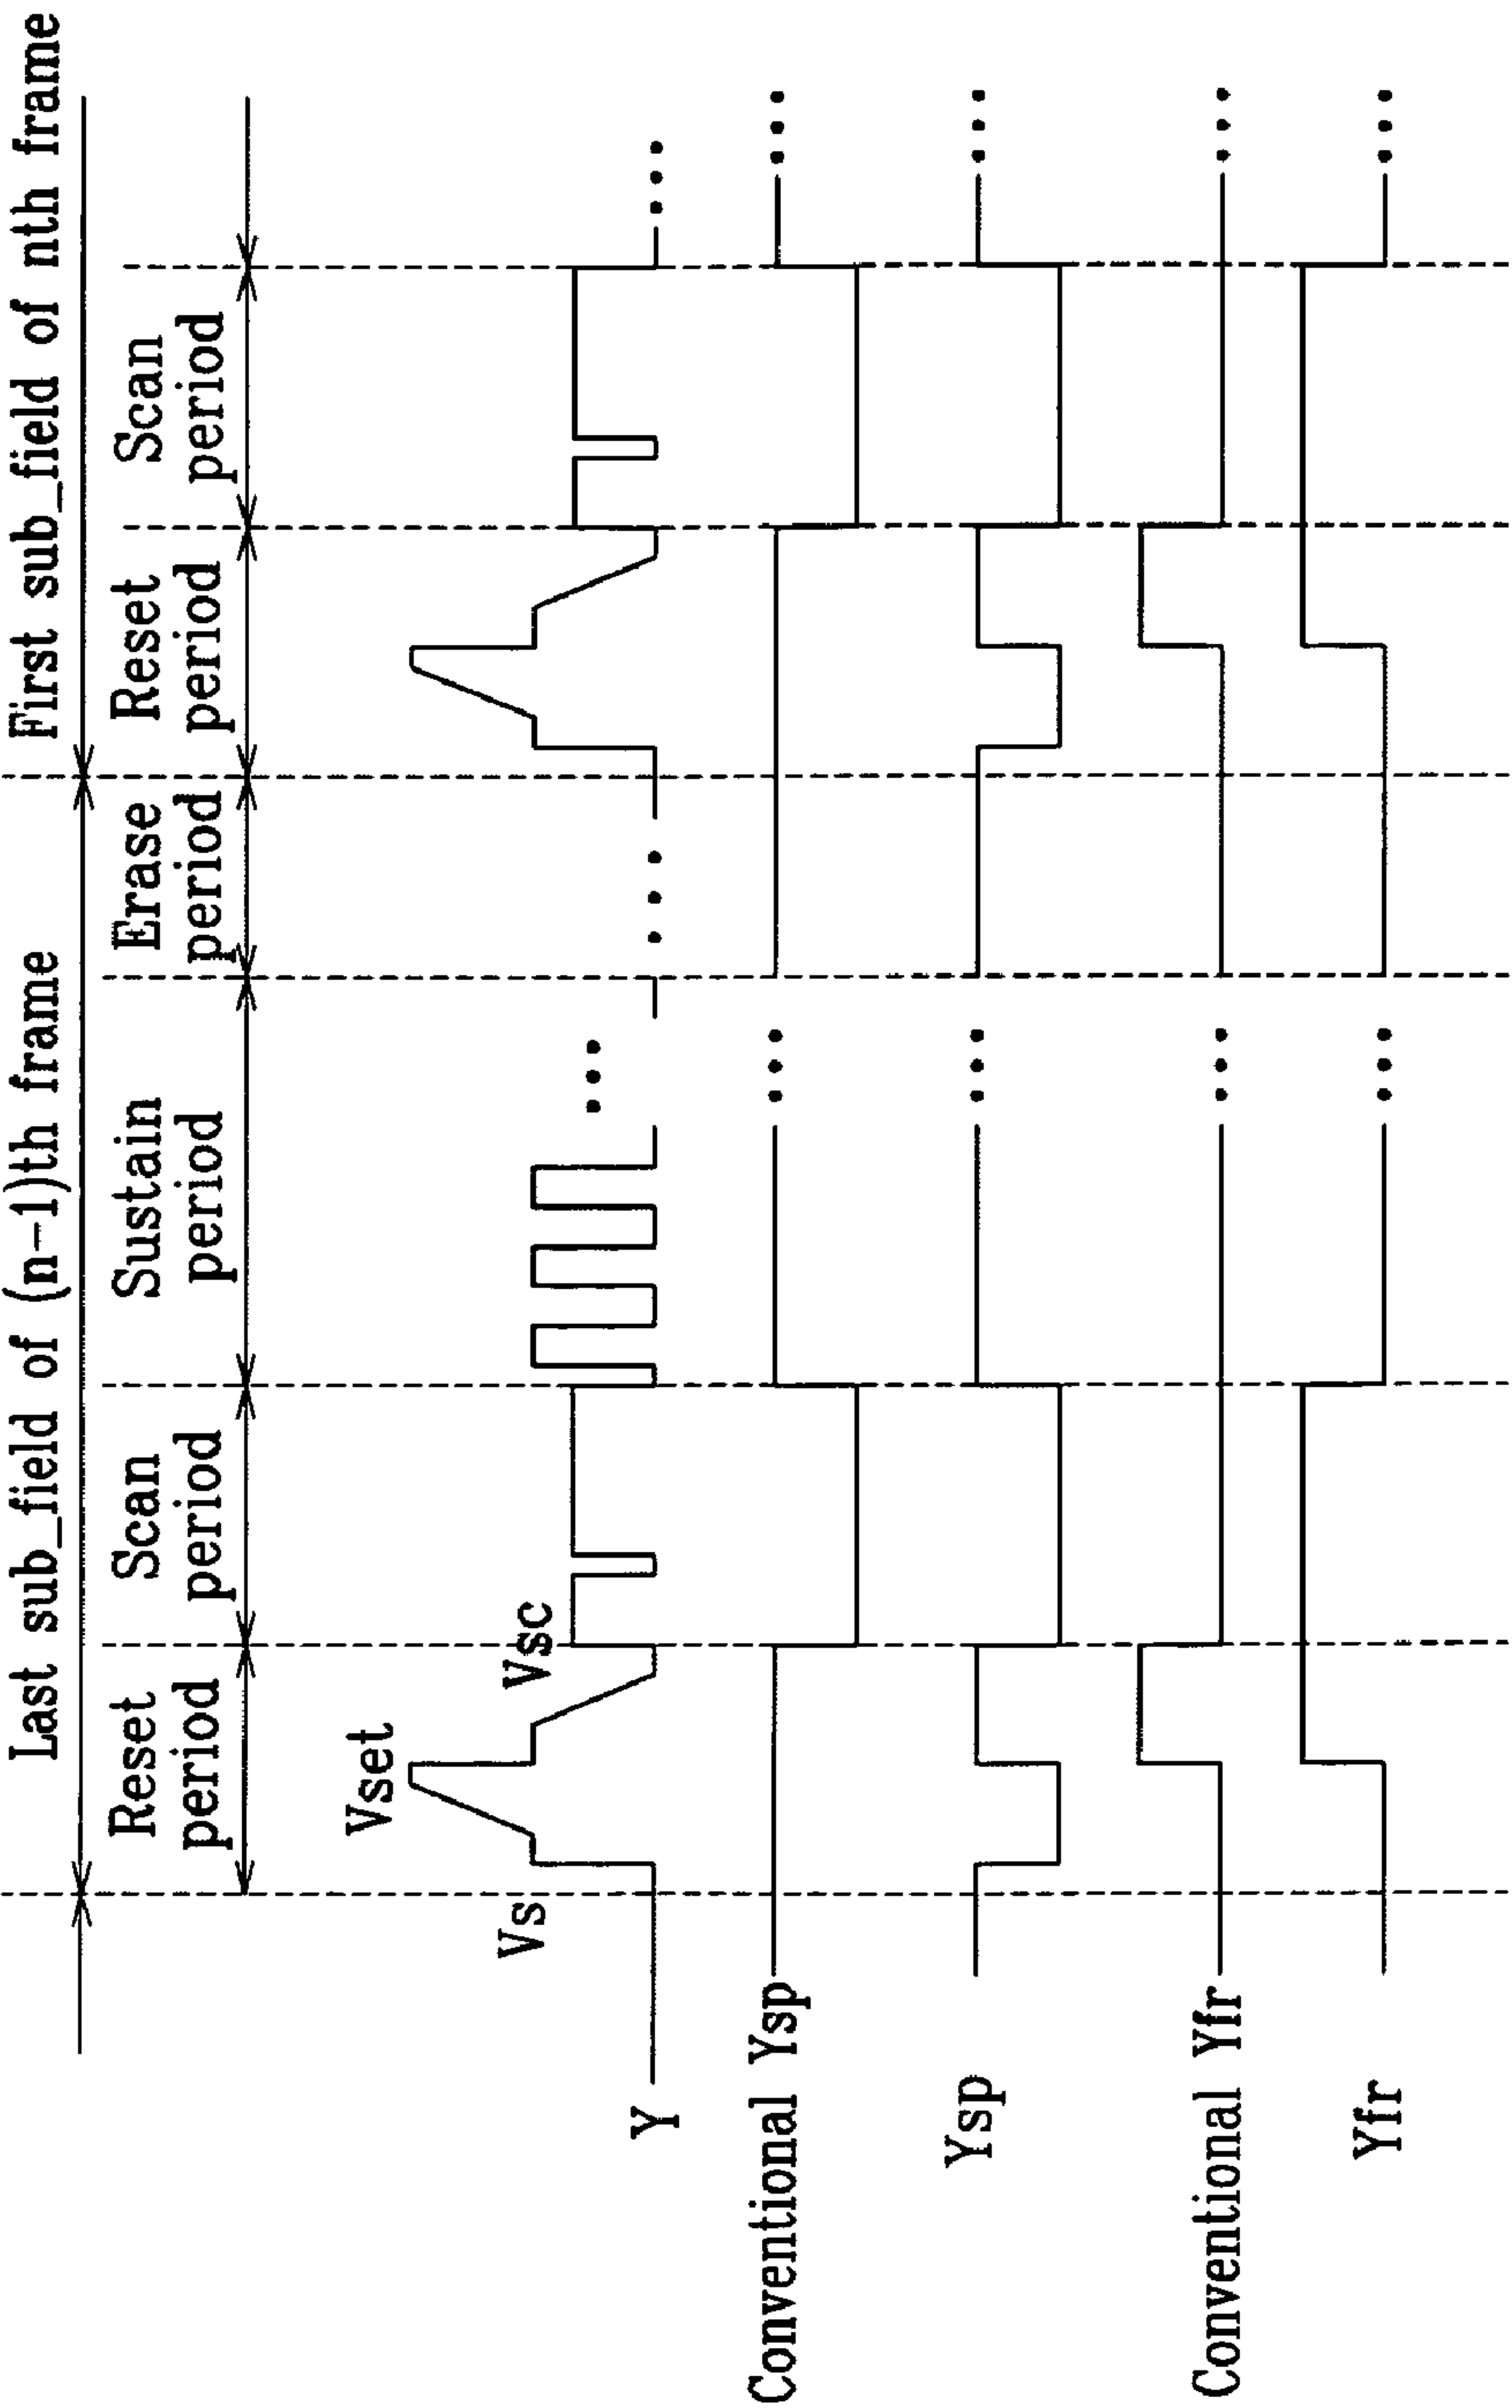 Last sub_field of (n-1)th frame
First sub_field of nth frame
Reset
period
Scan
period
Sustain
period
Erase
period
Reset
period
Scan
period
Vset
Vs
Vsc
Y
Conventional Ysp
Ysp
Conventional Yfr
Yfr